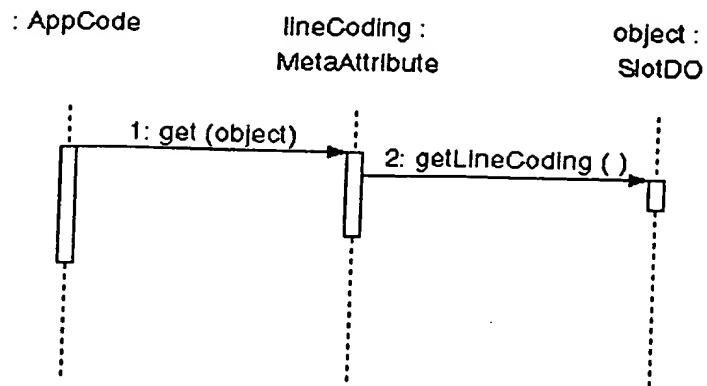 : AppCode
lineCoding :
MetaAttribute
object :
SlotDO
1: get (object)
2: getLineCoding ( )